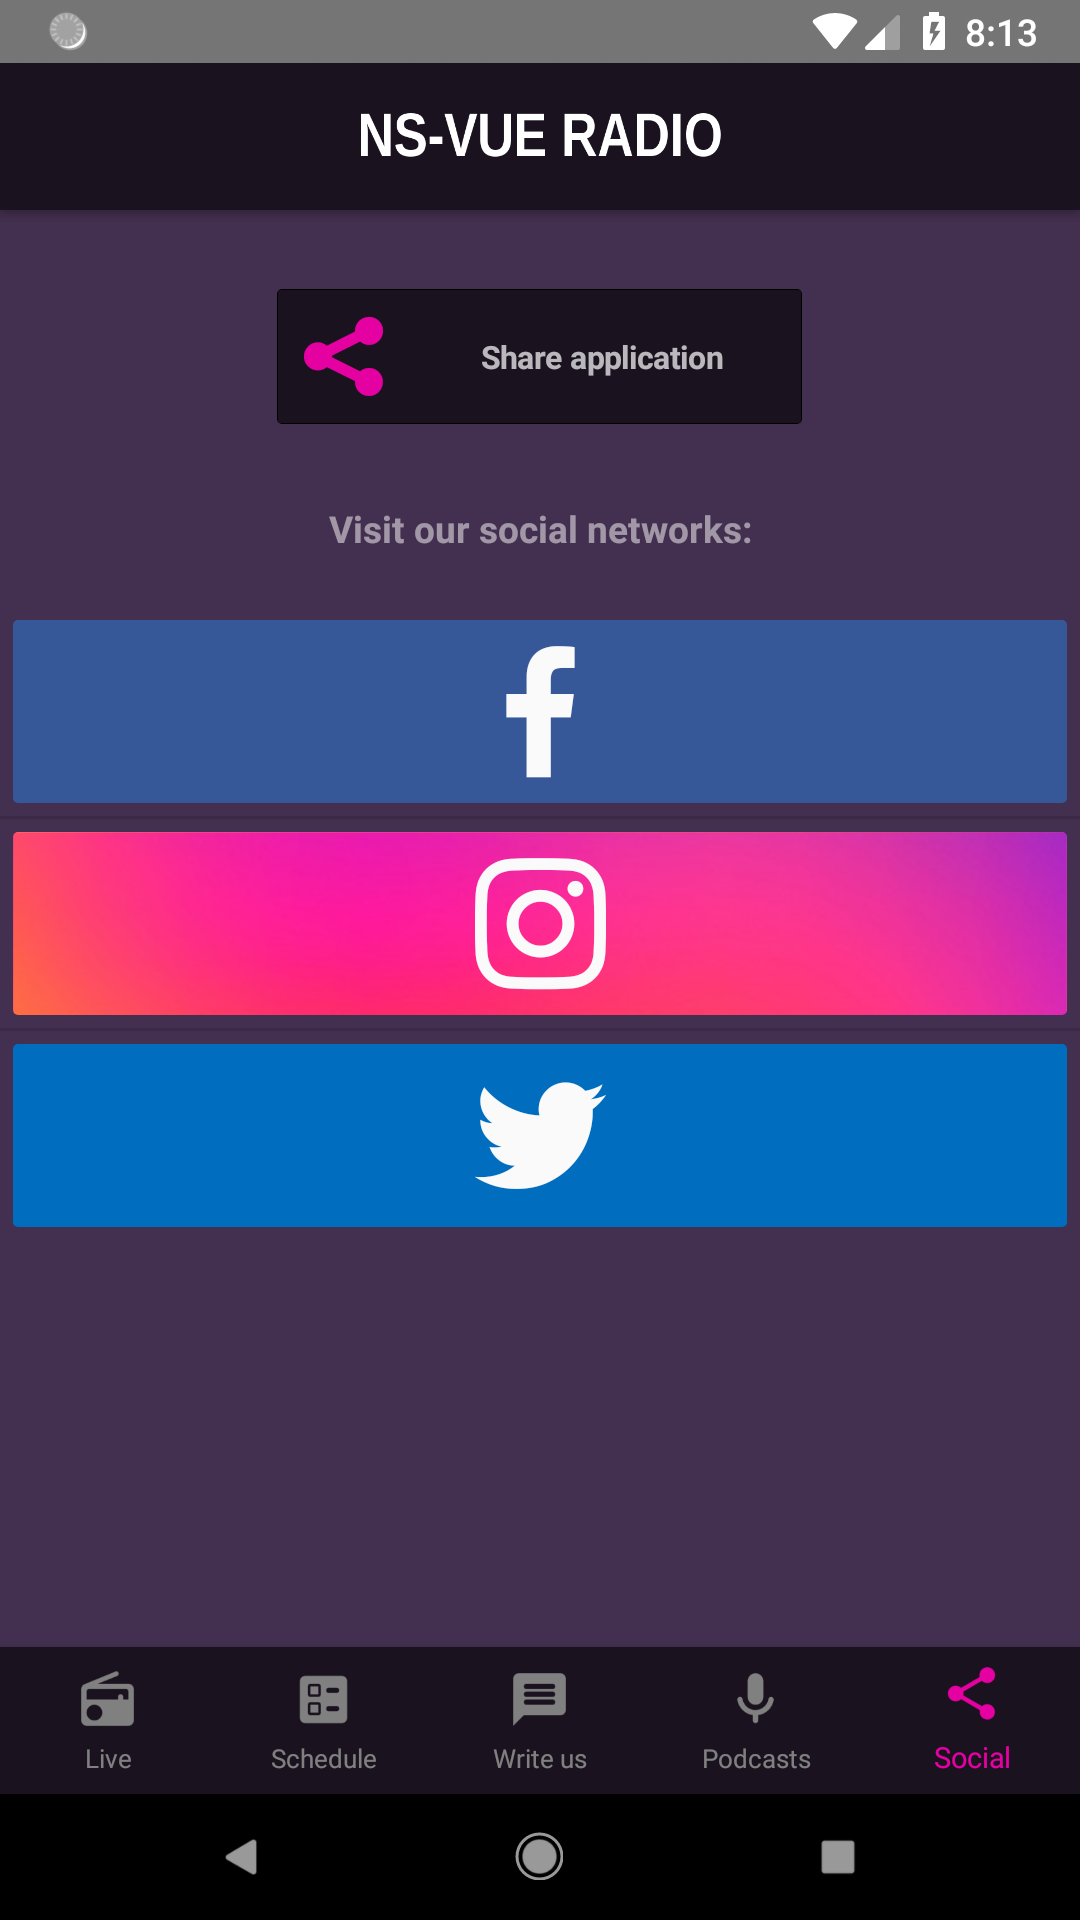 8:13
NS-VUE RADIO
Share application
Visit our social networks:
Live
Schedule
Write us
Podcasts
Social